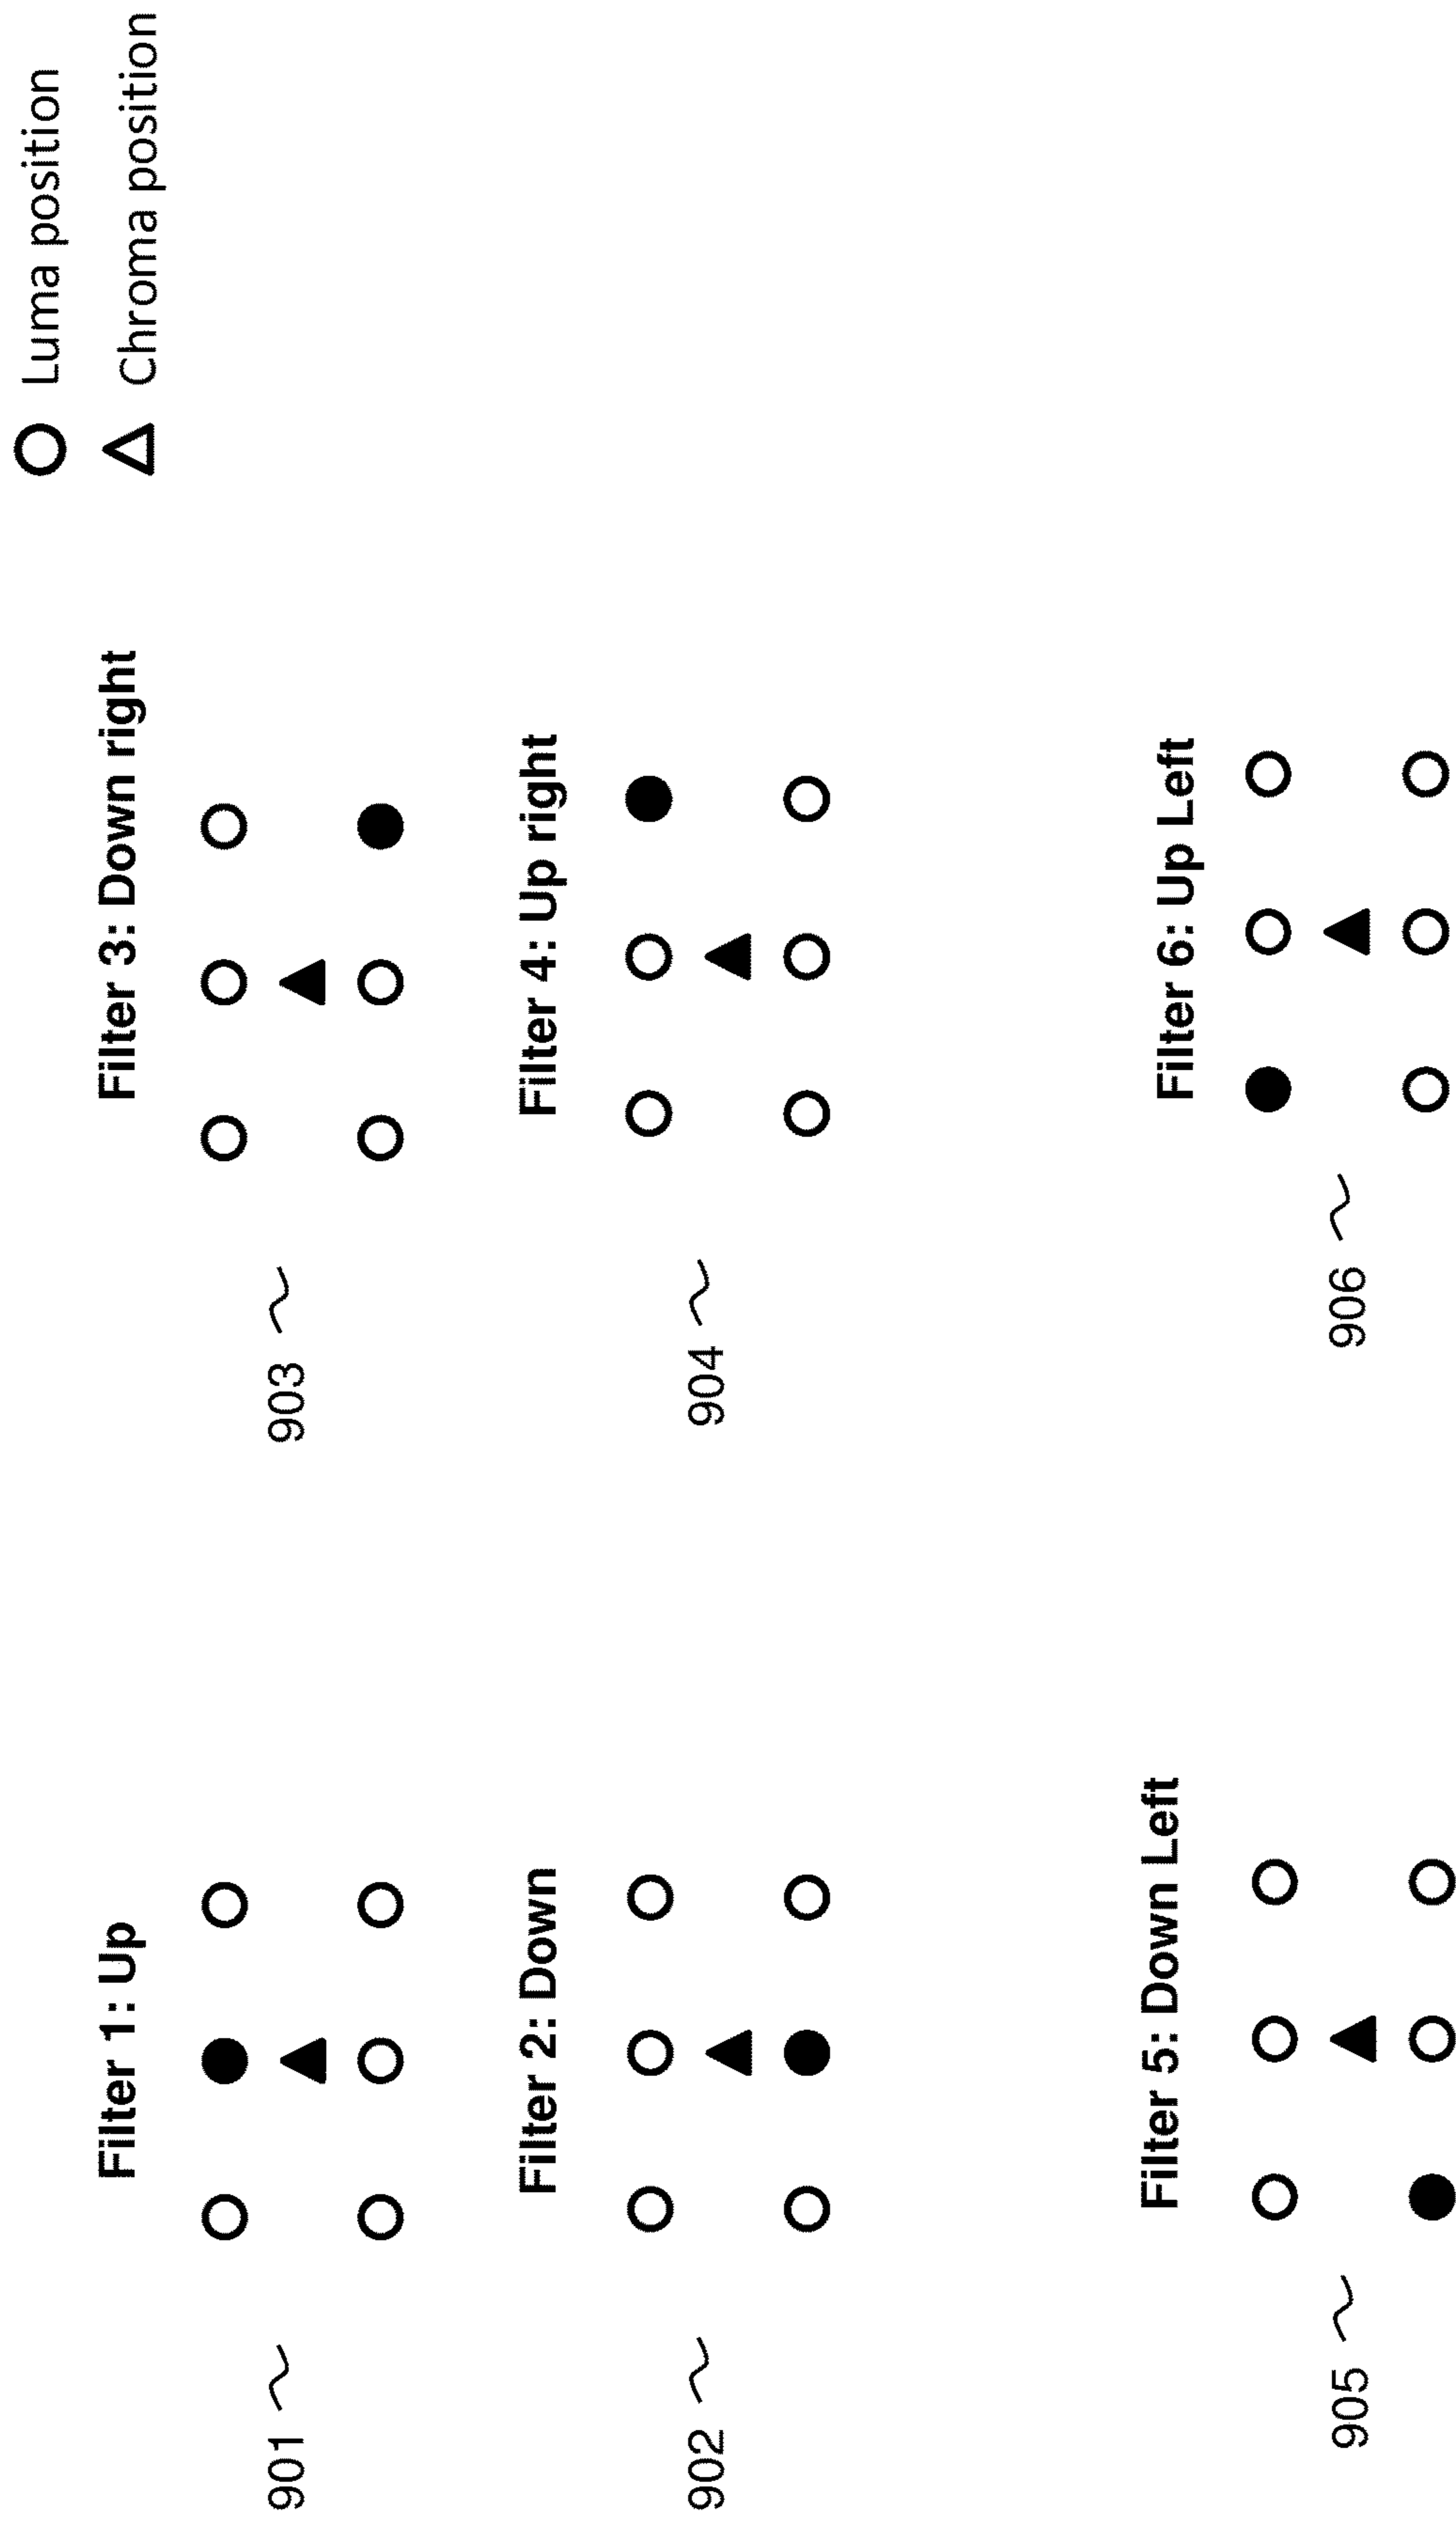 Luma position
Chroma position
Filter 1: Up
Filter 3: Down right
901
903
Filter 2: Down
Filter 4: Up right
902
904
Filter 5: Down Left
Filter 6: Up Left
905
906